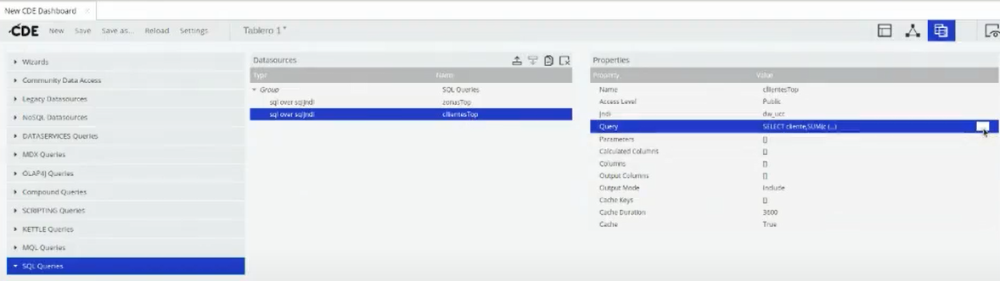 New CDE Dashboard ×
CDE New Save Save as... Reload Settings Tablero 1*
Wizards
Community Data Access
Legacy Datasources
NoSQL Datasources
DATASERVICES Queries
MDX Queries
OLAP4J Queries
Compound Queries
SCRIPTING Queries
KETTLE Queries
MQL Queries
SQL Queries
Datasources
Type Name
Group SQL Queries
sql over sqlJndi zonasTop
sql over sqlJndi cllientesTop
Properties
Property Value
Name cllientesTop
Access Level Public
Jndi dw_ucc
Query SELECT cliente,SUM(c (...) ...
Parameters []
Calculated Columns []
Columns []
Output Columns []
Output Mode Include
Cache Keys []
Cache Duration 3600
Cache True